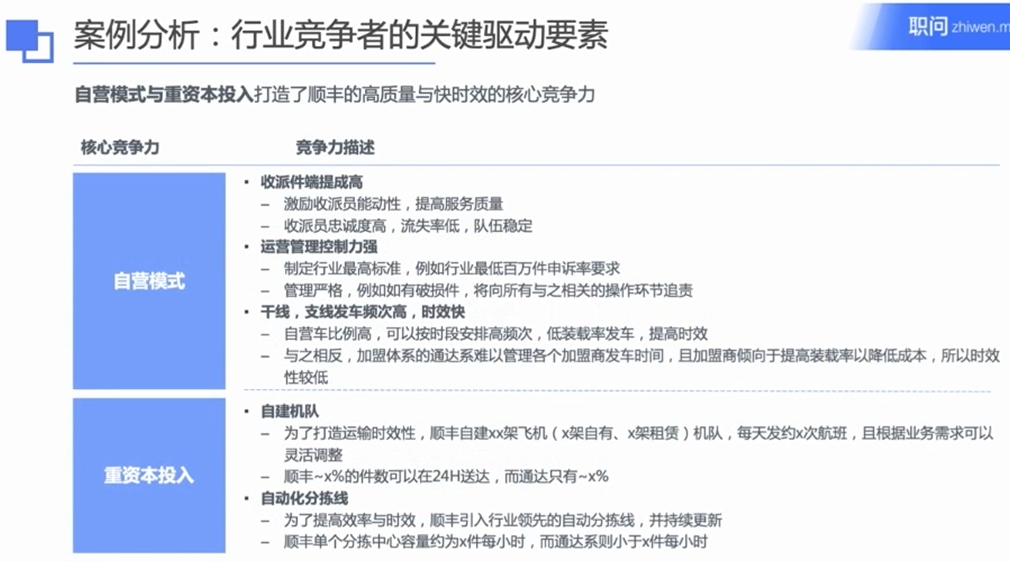 案例分析：行业竞争者的关键驱动要素
职问 zhiwen.m
自营模式与重资本投入打造了顺丰的高质量与快时效的核心竞争力
核心竞争力 竞争力描述
自营模式
• 收派件端提成高
– 激励收派员能动性，提高服务质量
– 收派员忠诚度高，流失率低，队伍稳定
• 运营管理控制力强
– 制定行业最高标准，例如行业最低百万件申诉率要求
– 管理严格，例如如有破损件，将向所有与之相关的操作环节追责
• 干线，支线发车频次高，时效快
– 自营车比例高，可以按时段安排高频次，低装载率发车，提高时效
– 与之相反，加盟体系的通达系难以管理各个加盟商发车时间，且加盟商倾向于提高装载率以降低成本，所以时效
性较低
重资本投入
• 自建机队
– 为了打造运输时效性，顺丰自建xx架飞机（x架自有、x架租赁）机队，每天发约x次航班，且根据业务需求可以
灵活调整
– 顺丰~x%的件数可以在24H送达，而通达只有~x%
• 自动化分拣线
– 为了提高效率与时效，顺丰引入行业领先的自动分拣线，并持续更新
– 顺丰单个分拣中心容量约为x件每小时，而通达系则小于x件每小时